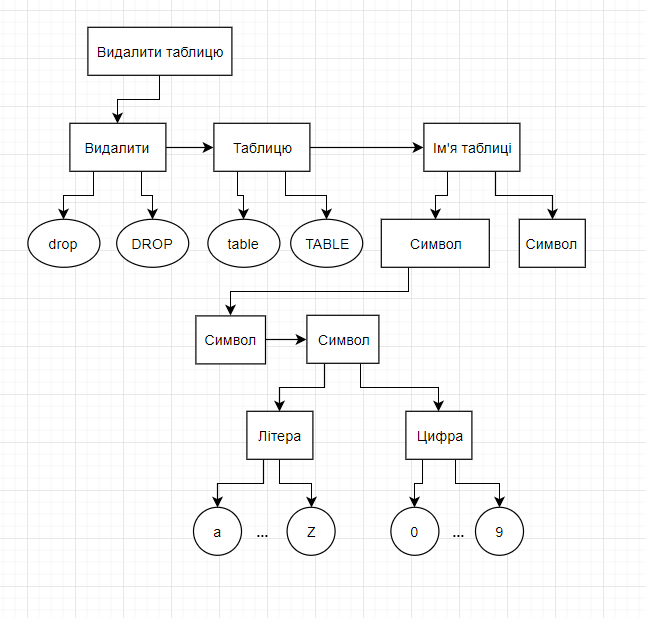 Видалити таблицю
Видалити
Таблицю
Ім'я таблиці
drop
DROP
table
TABLE
Символ
Символ
Символ
Символ
Літера
Цифра
a
...
Z
0
...
9